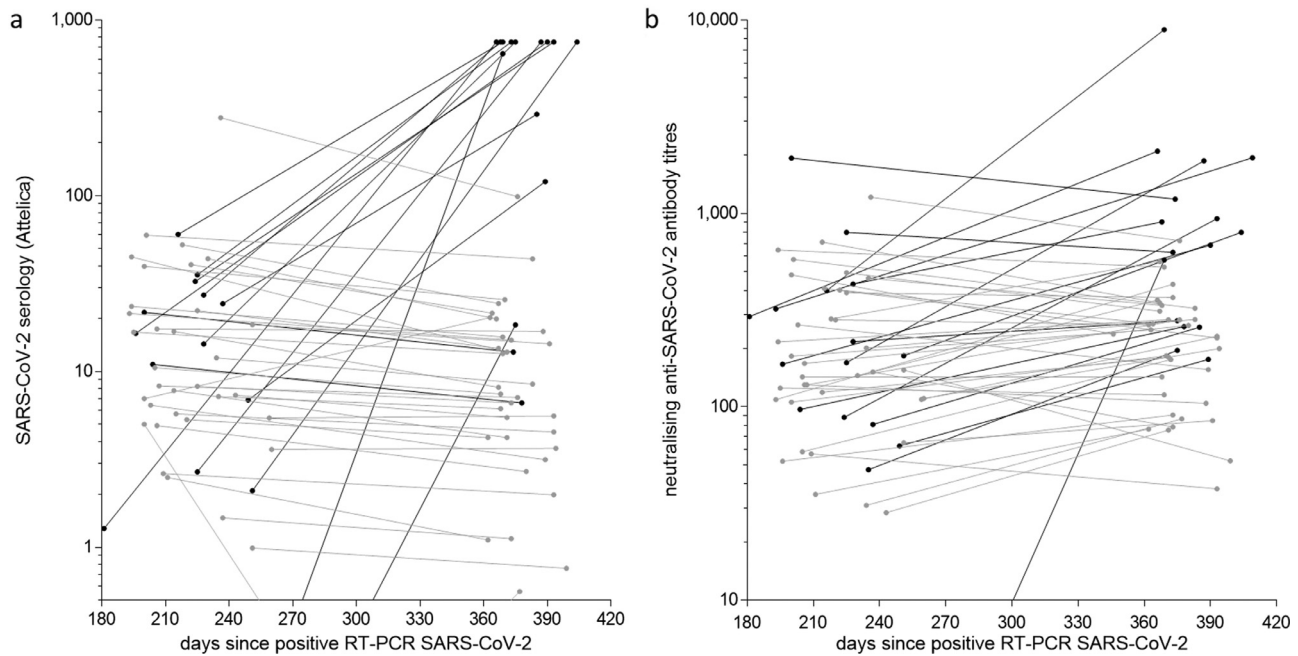 a
1,000
100
10
1
180 210 240 270 300 330 360 390 420
days since positive RT-PCR SARS-CoV-2
SARS-CoV-2 serology (Attelica)
b
10,000
1,000
100
10
180 210 240 270 300 330 360 390 420
days since positive RT-PCR SARS-CoV-2
neutralising anti-SARS-CoV-2 antibody titres